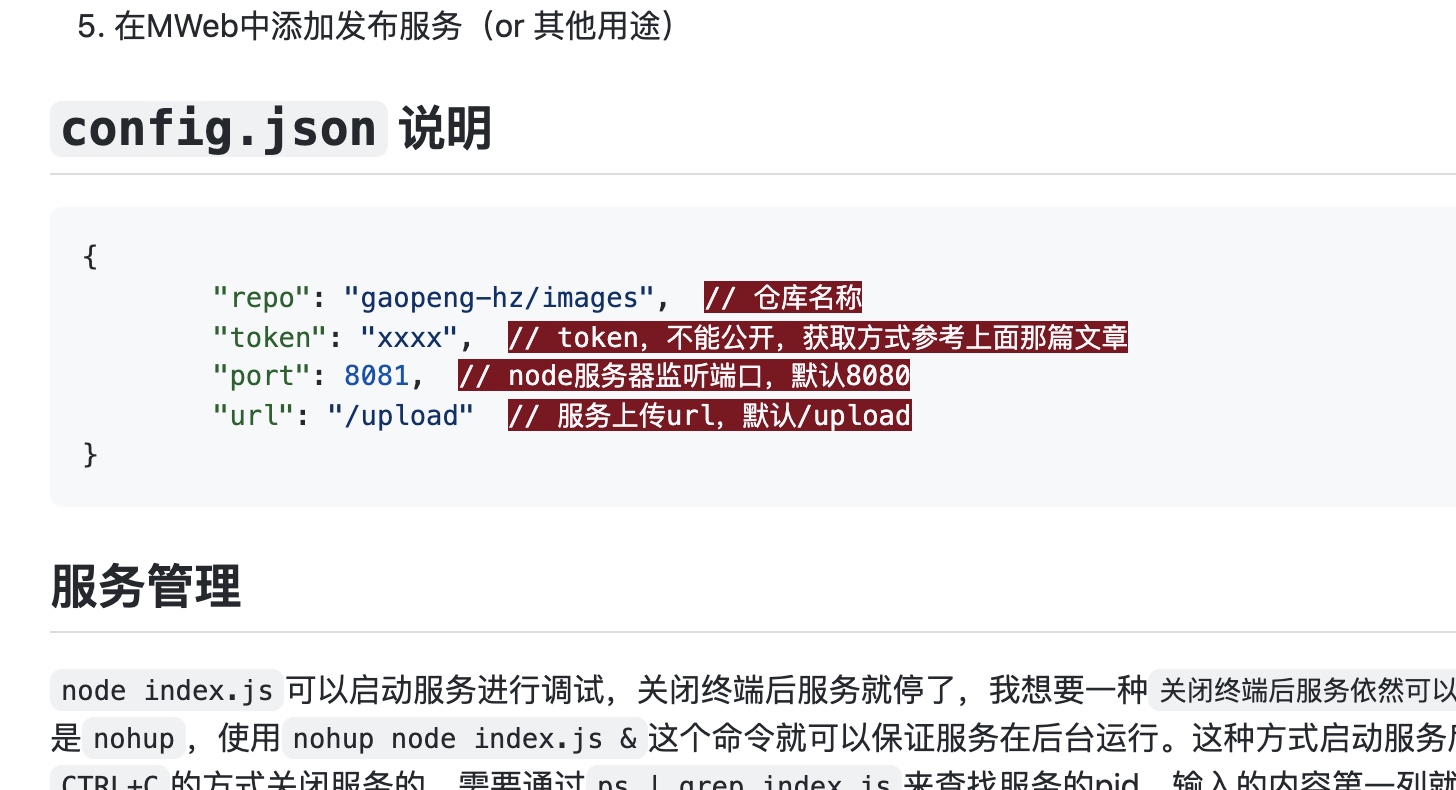 5. 在MWeb中添加发布服务（or 其他用途）
config.json 说明
{
"repo": "gaopeng-hz/images",  // 仓库名称
"token": "xxxx",  // token，不能公开，获取方式参考上面那篇文章
"port": 8081,  // node服务器监听端口，默认8080
"url": "/upload"  // 服务上传url，默认/upload
}
服务管理
node index.js可以启动服务进行调试，关闭终端后服务就停了，我想要一种 关闭终端后服务依然可以
是 nohup ，使用 nohup node index.js & 这个命令就可以保证服务在后台运行。这种方式启动服务后
CTRL+C 的方式关闭服务的，需要通过 ps | grep index.js 来查找服务的pid，输入的内容第一列就